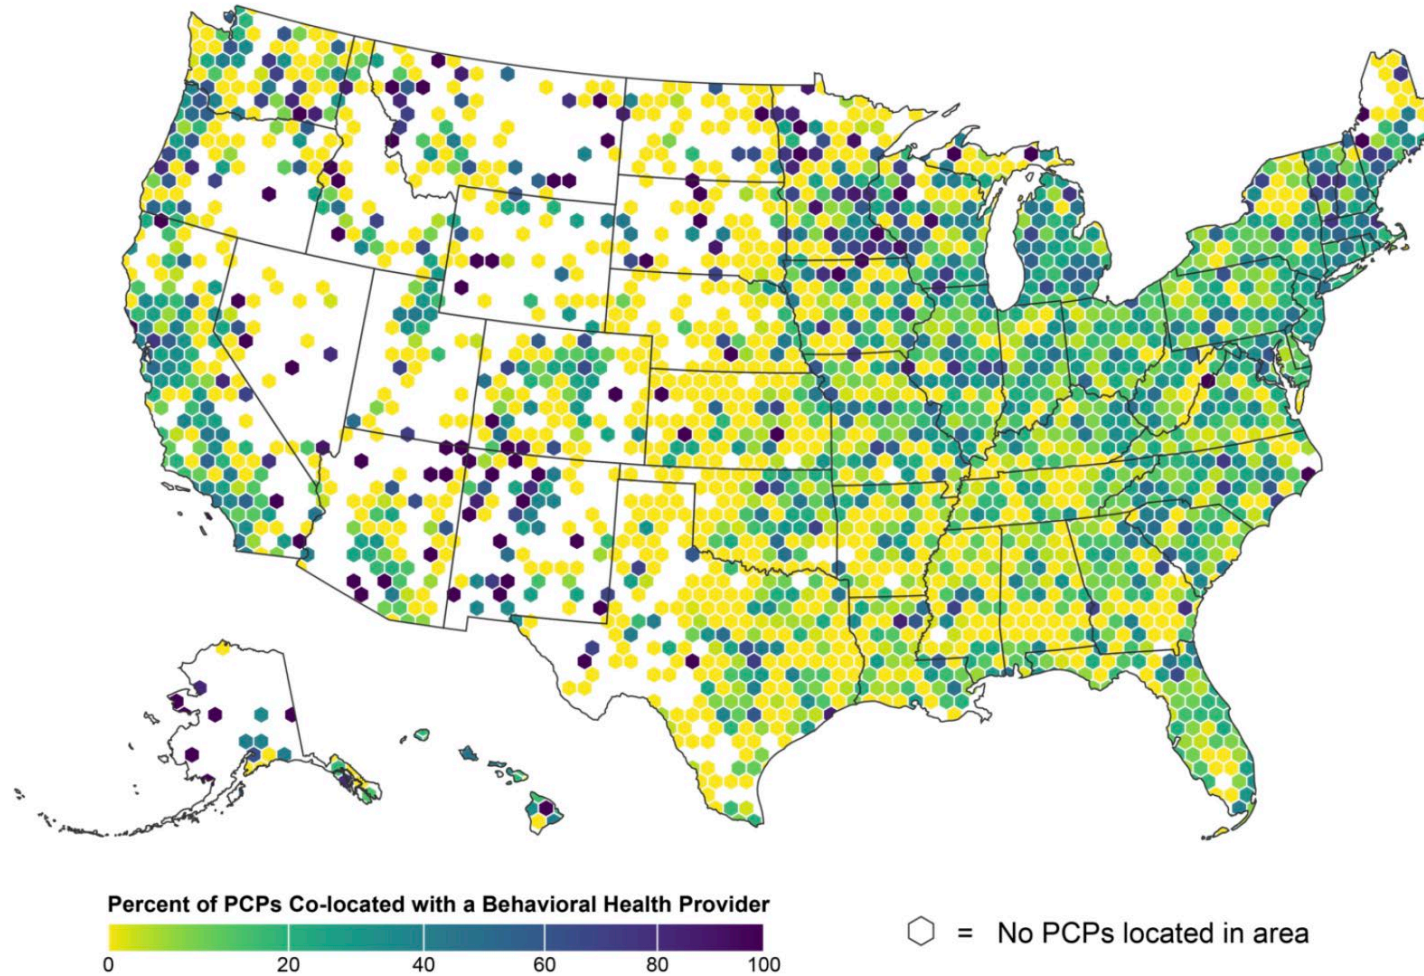 Percent of PCPs Co-located with a Behavioral Health Provider
0 20 40 60 80 100
= No PCPs located in area